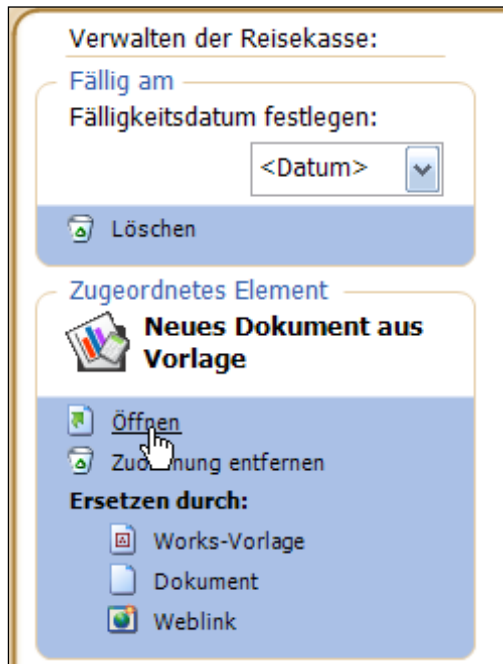 Verwalten der Reisekasse:
Fällig am
Fälligkeitsdatum festlegen:
<Datum>
Löschen
Zugeordnetes Element
Neues Dokument aus
Vorlage
Öffnen
Zuordnung entfernen
Ersetzen durch:
Works-Vorlage
Dokument
Weblink